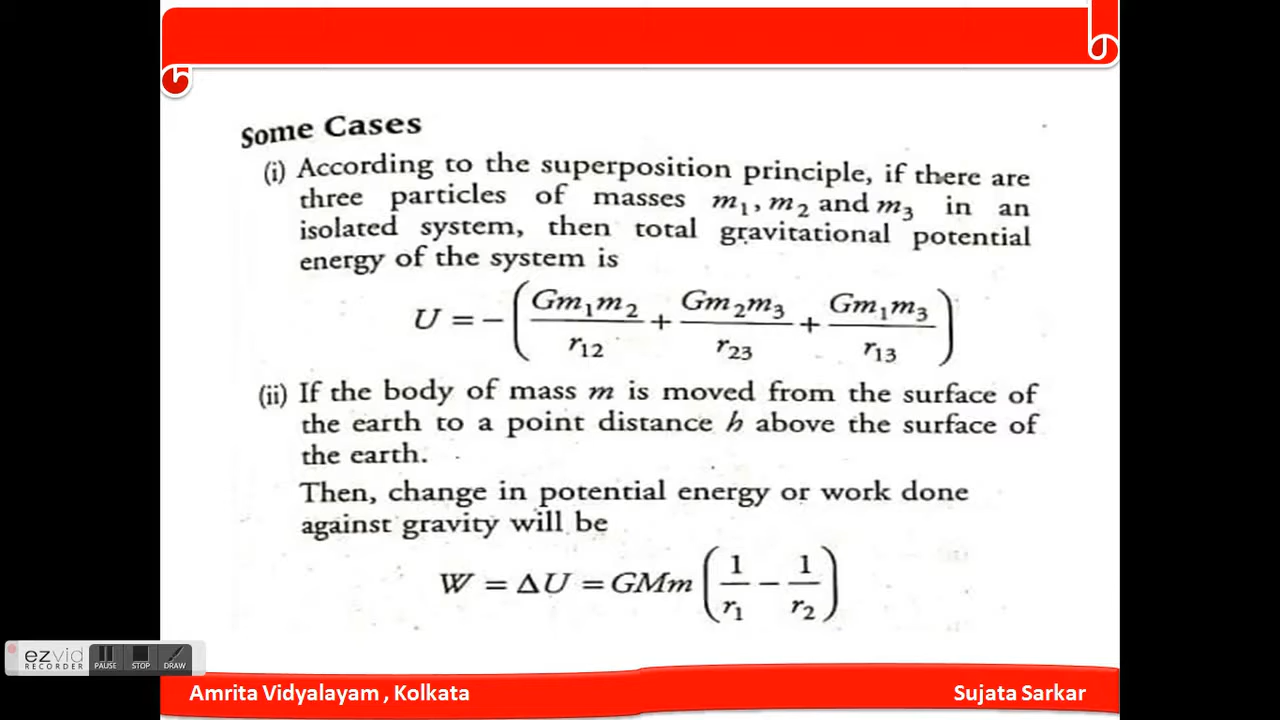 Some Cases
(i) According to the superposition principle, if there are
three particles of masses m₁, m₂ and m₃ in an
isolated system, then total gravitational potential
energy of the system is
U = −(Gm₁m₂/r₁₂ + Gm₂m₃/r₂₃ + Gm₁m₃/r₁₃)
(ii) If the body of mass m is moved from the surface of
the earth to a point distance h above the surface of
the earth.
Then, change in potential energy or work done
against gravity will be
W = ΔU = GMm(1/r₁ − 1/r₂)
ezvid
RECORDER
PAUSE STOP DRAW
Amrita Vidyalayam , Kolkata
Sujata Sarkar